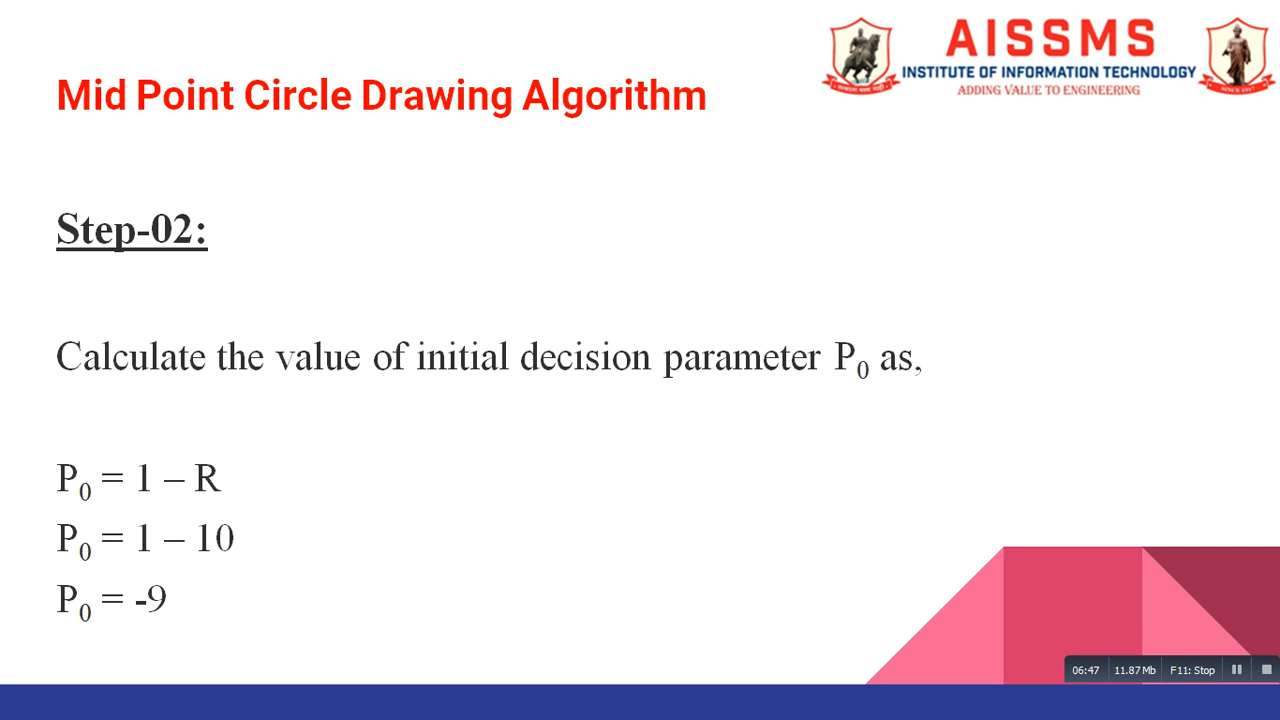 AISSMS
INSTITUTE OF INFORMATION TECHNOLOGY
ADDING VALUE TO ENGINEERING
SINCE 1917
Mid Point Circle Drawing Algorithm
Step-02:
Calculate the value of initial decision parameter P₀ as,
P₀ = 1 – R
P₀ = 1 – 10
P₀ = -9
06:47 11.87 Mb F11: Stop